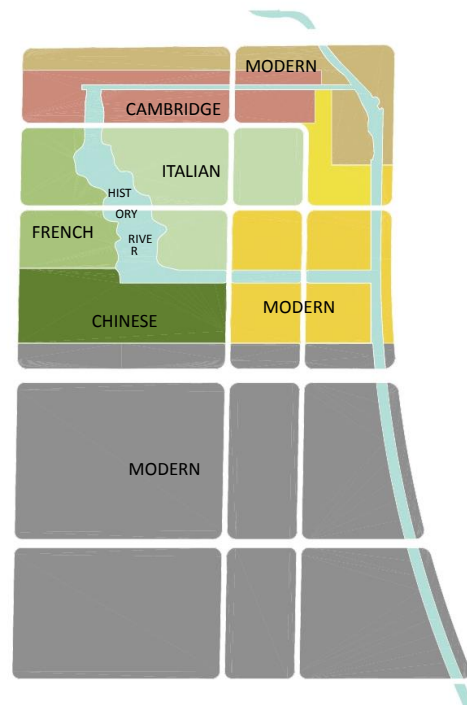 MODERN
CAMBRIDGE
ITALIAN
HIST
ORY
FRENCH
RIVE
R
MODERN
CHINESE
MODERN